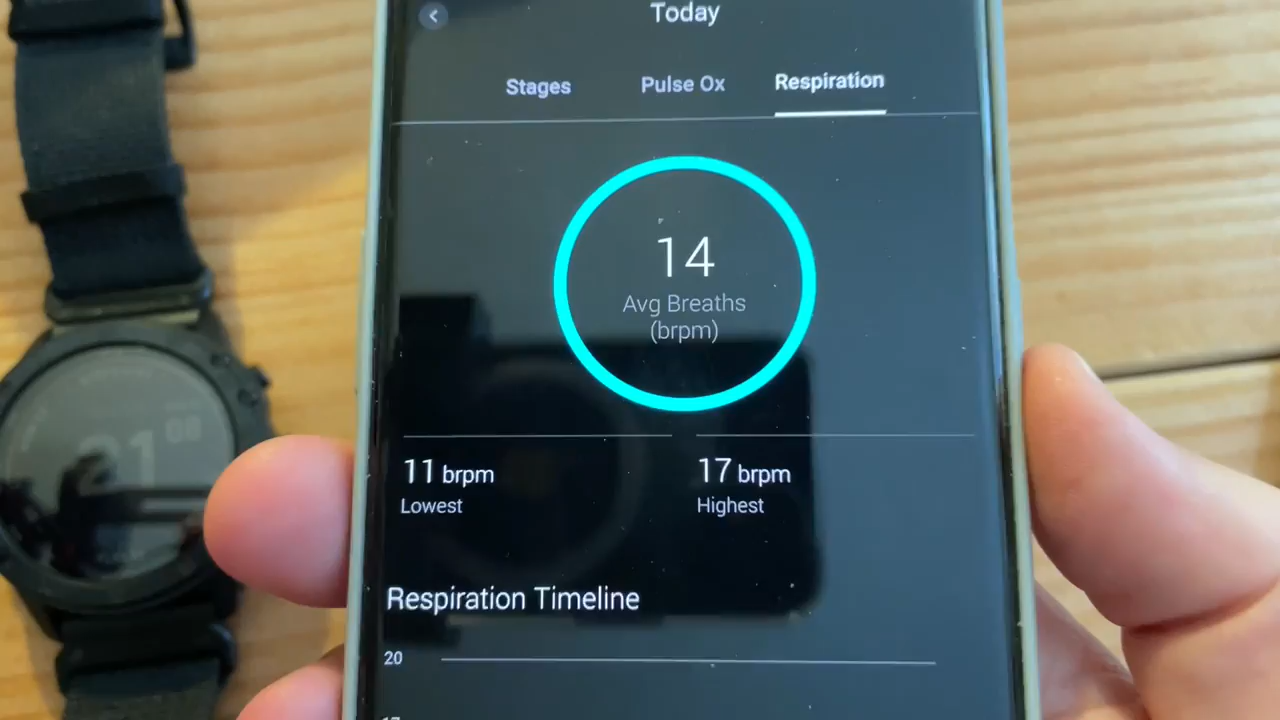 Today
Stages Pulse Ox Respiration
14
Avg Breaths
(brpm)
11 brpm 17 brpm
Lowest Highest
Respiration Timeline
20